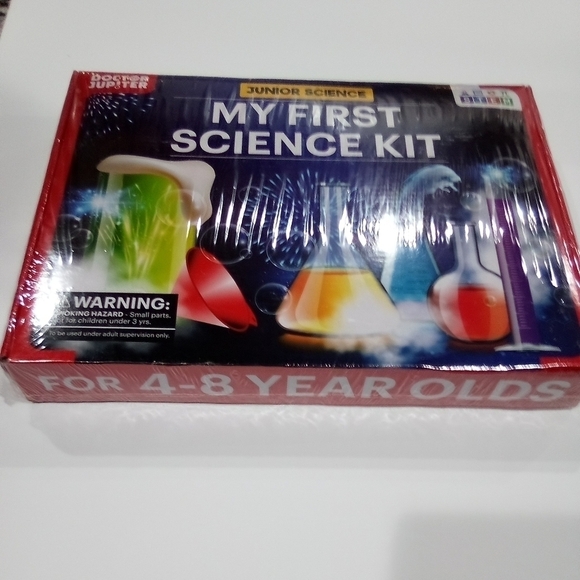 DOCTOR
JUPITER
JUNIOR SCIENCE
MY FIRST
SCIENCE KIT
WARNING:
CHOKING HAZARD - Small parts.
Not for children under 3 yrs.
To be used under adult supervision only.
FOR 4-8 YEAR OLDS